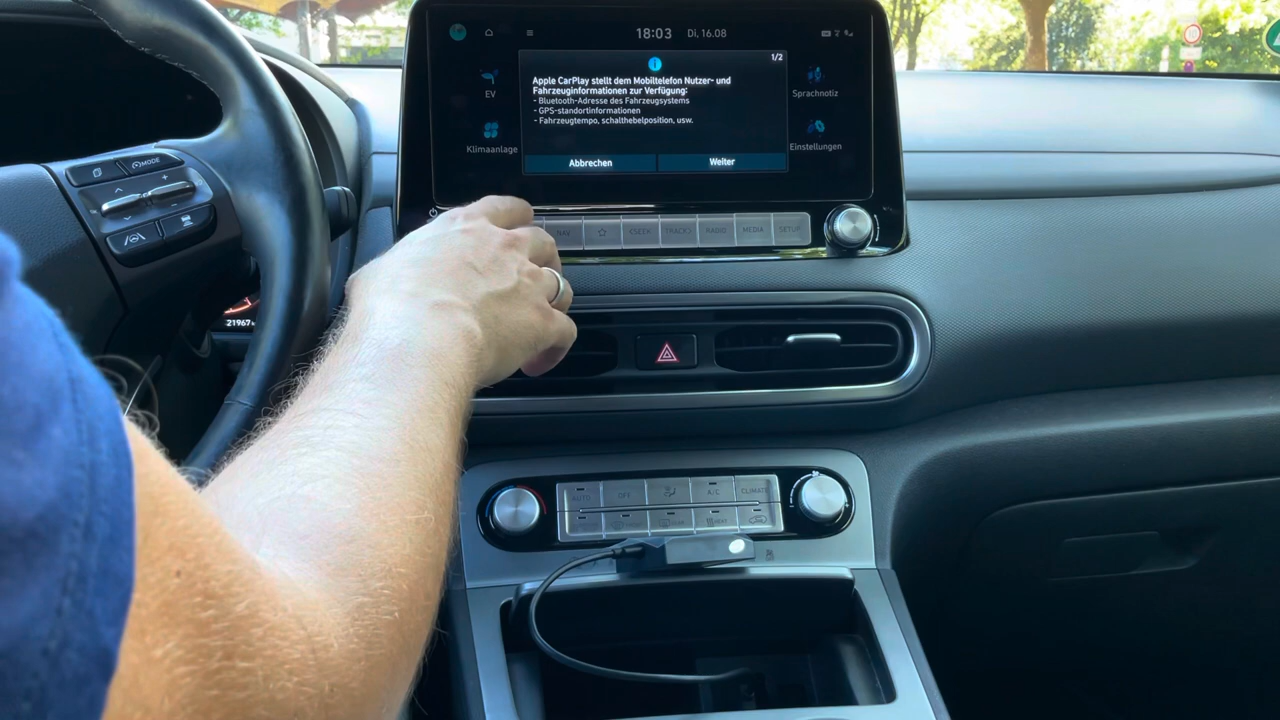 18:03 Di, 16.08
1/2
Apple CarPlay stellt dem Mobiltelefon Nutzer- und
Fahrzeuginformationen zur Verfügung:
- Bluetooth-Adresse des Fahrzeugsystems
- GPS-standortinformationen
- Fahrzeugtempo, schalthebelposition, usw.
Abbrechen Weiter
EV
Klimaanlage
Sprachnotiz
Einstellungen
MODE
NAV <SEEK TRACK> RADIO MEDIA SETUP
21967
AUTO OFF A/C CLIMATE